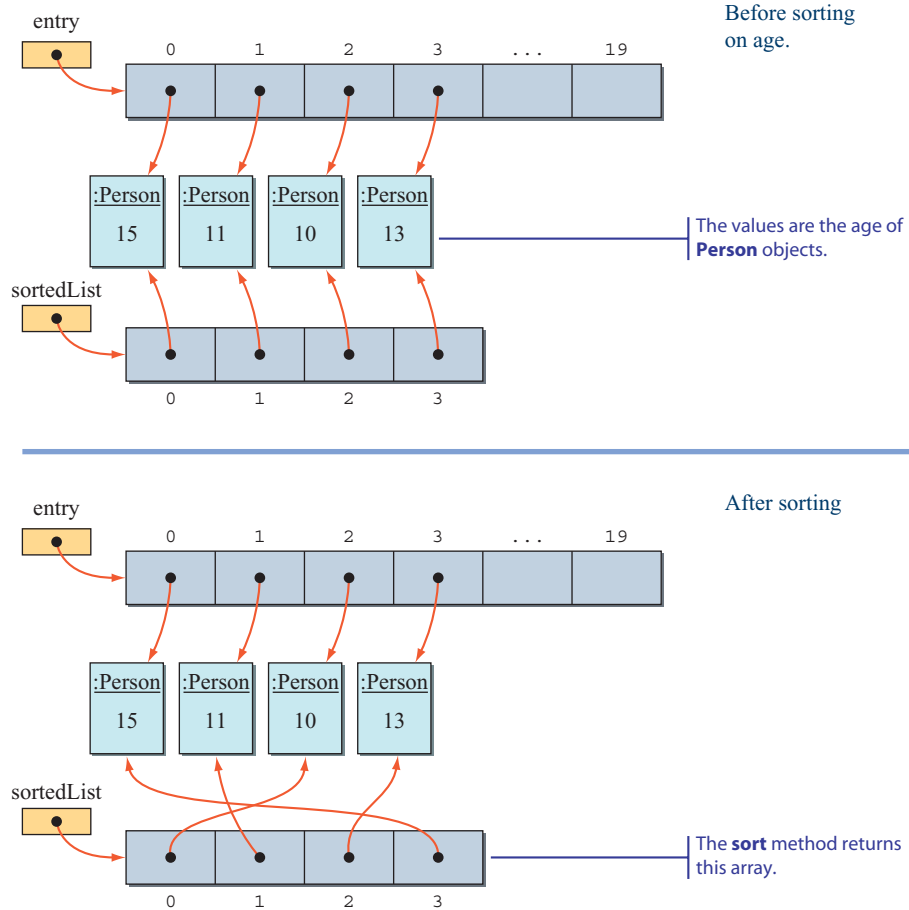 entry
0 1 2 3 ... 19
Before sorting
on age.
:Person :Person :Person :Person
15 11 10 13
The values are the age of
Person objects.
sortedList
0 1 2 3
After sorting
entry
0 1 2 3 ... 19
:Person :Person :Person :Person
15 11 10 13
sortedList
The sort method returns
this array.
0 1 2 3